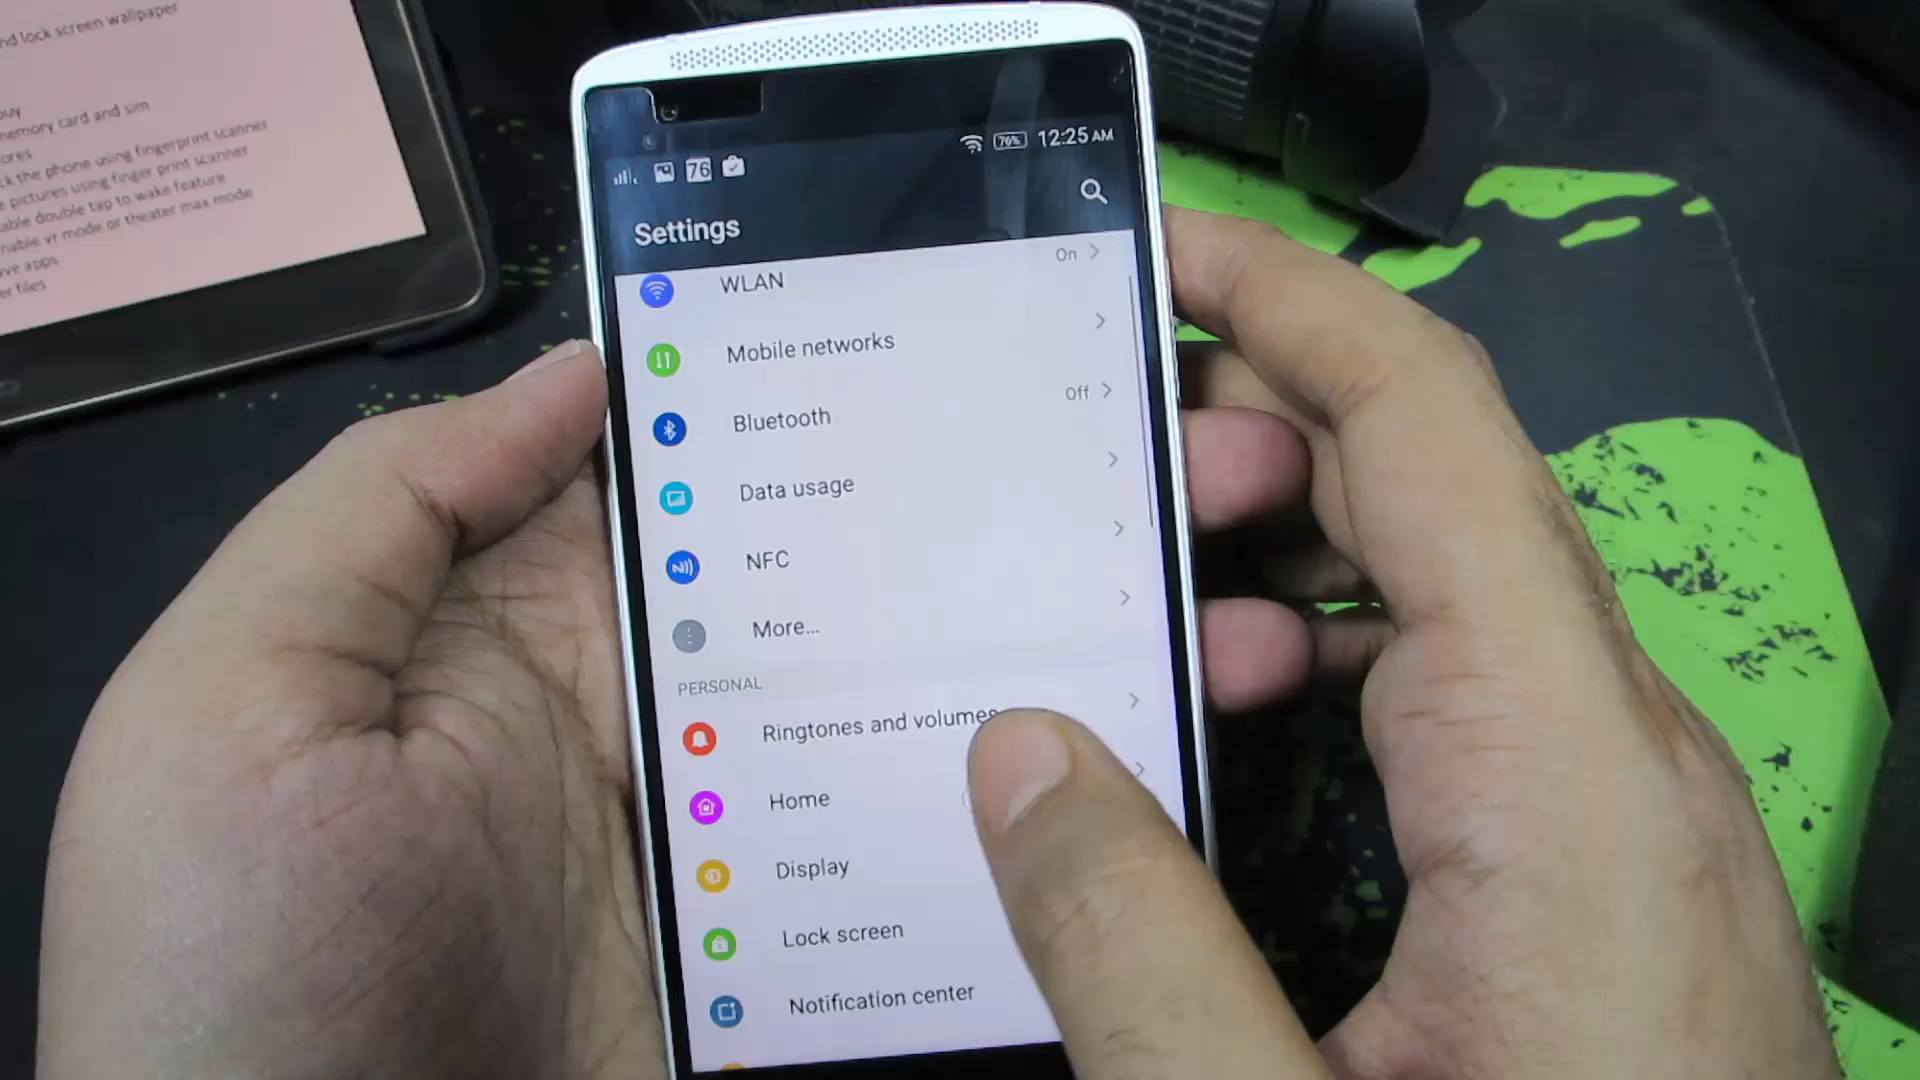 nd lock screen wallpaper
buy
memory card and sim
ores
ck the phone using fingerprint scanner
e pictures using finger print scanner
able double tap to wake feature
nable vr mode or theater max mode
ave apps
er files
76 76% 12:25 AM
Settings
WLAN On
Mobile networks
Bluetooth Off
Data usage
NFC
More...
PERSONAL
Ringtones and volumes
Home
Display
Lock screen
Notification center